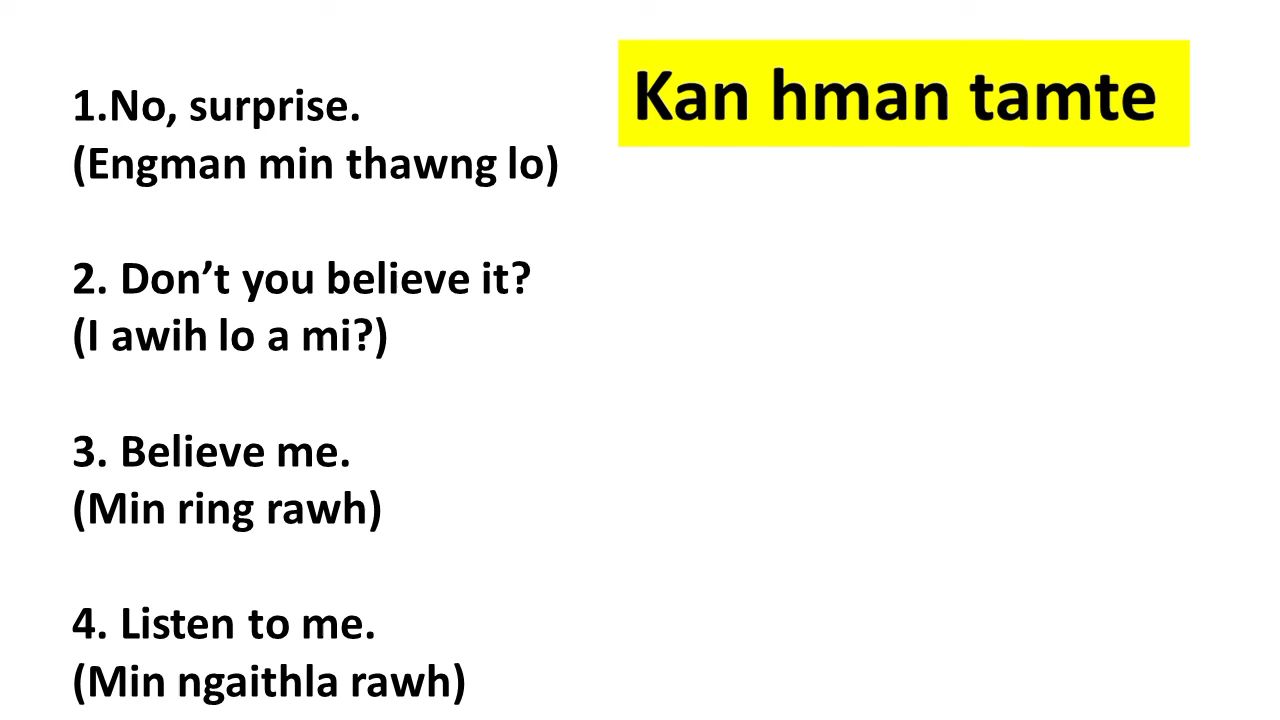 Kan hman tamte
1.No, surprise.
(Engman min thawng lo)
2. Don’t you believe it?
(I awih lo a mi?)
3. Believe me.
(Min ring rawh)
4. Listen to me.
(Min ngaithla rawh)